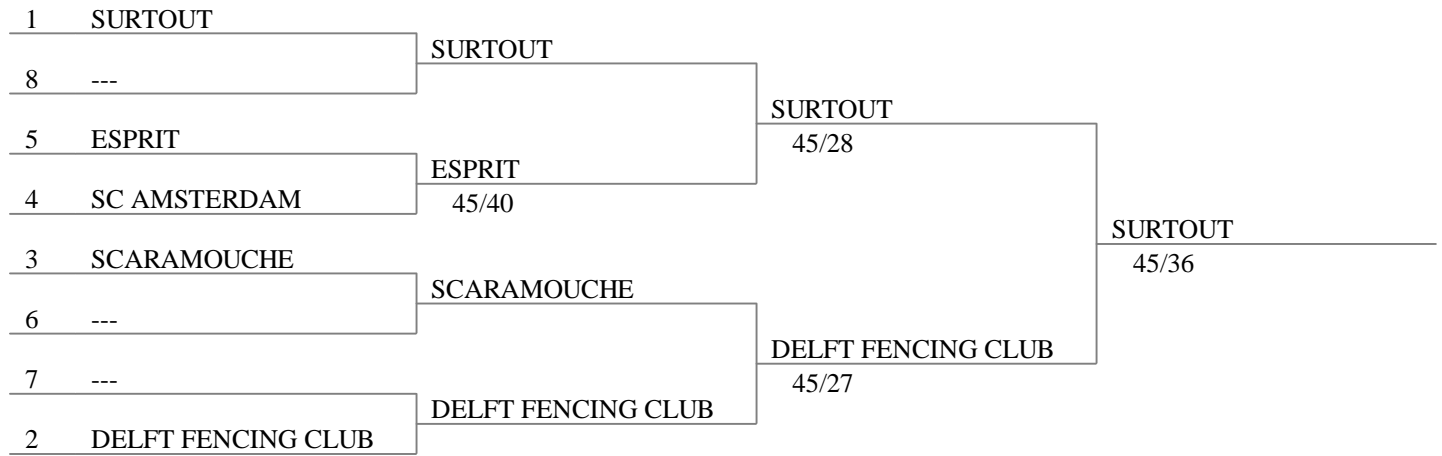 1 SURTOUT
SURTOUT
8 ---
SURTOUT
45/28
5 ESPRIT
ESPRIT
45/40
4 SC AMSTERDAM
SURTOUT
45/36
3 SCARAMOUCHE
SCARAMOUCHE
6 ---
DELFT FENCING CLUB
45/27
7 ---
DELFT FENCING CLUB
2 DELFT FENCING CLUB